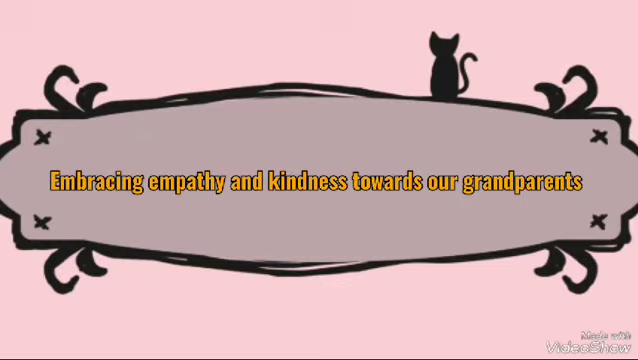 Embracing empathy and kindness towards our grandparents
Made with
VideoShow